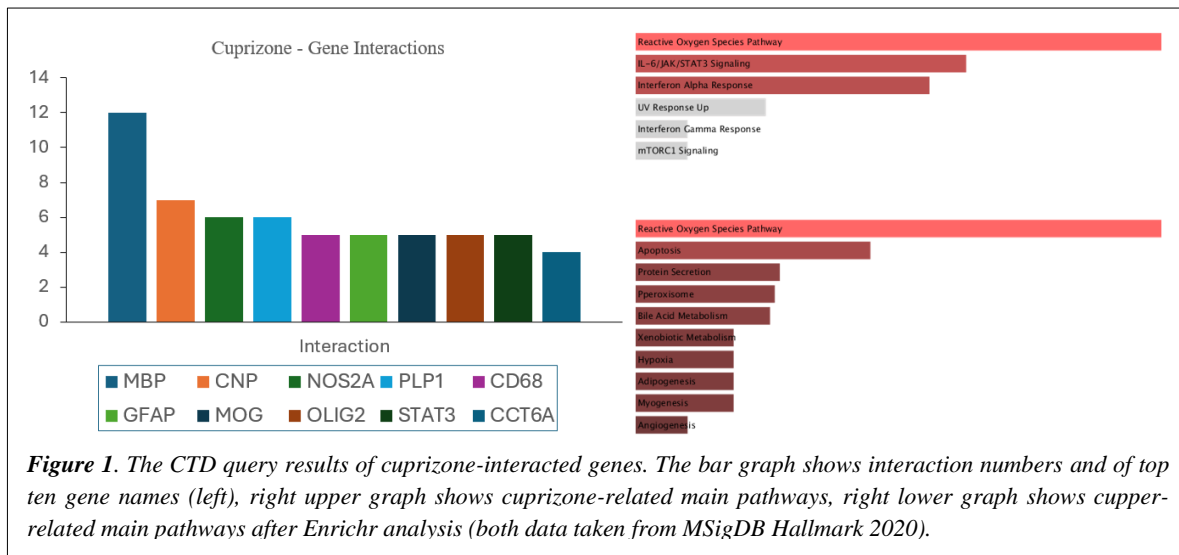 Cuprizone - Gene Interactions
14
12
10
8
6
4
2
0
Interaction
MBP CNP NOS2A PLP1 CD68
GFAP MOG OLIG2 STAT3 CCT6A
Reactive Oxygen Species Pathway
IL-6/JAK/STAT3 Signaling
Interferon Alpha Response
UV Response Up
Interferon Gamma Response
mTORC1 Signaling
Reactive Oxygen Species Pathway
Apoptosis
Protein Secretion
Pperoxisome
Bile Acid Metabolism
Xenobiotic Metabolism
Hypoxia
Adipogenesis
Myogenesis
Angiogenesis
Figure 1. The CTD query results of cuprizone-interacted genes. The bar graph shows interaction numbers and of top
ten gene names (left), right upper graph shows cuprizone-related main pathways, right lower graph shows cupper-
related main pathways after Enrichr analysis (both data taken from MSigDB Hallmark 2020).